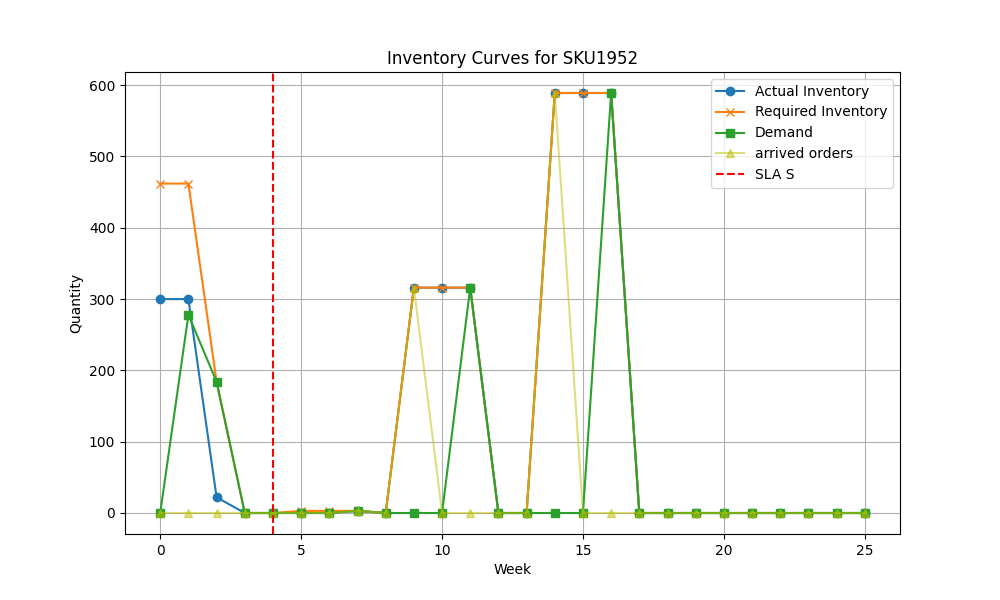 Inventory Curves for SKU1952
Actual Inventory
Required Inventory
Demand
arrived orders
SLA S
600
500
400
300
200
100
0
Quantity
0 5 10 15 20 25
Week